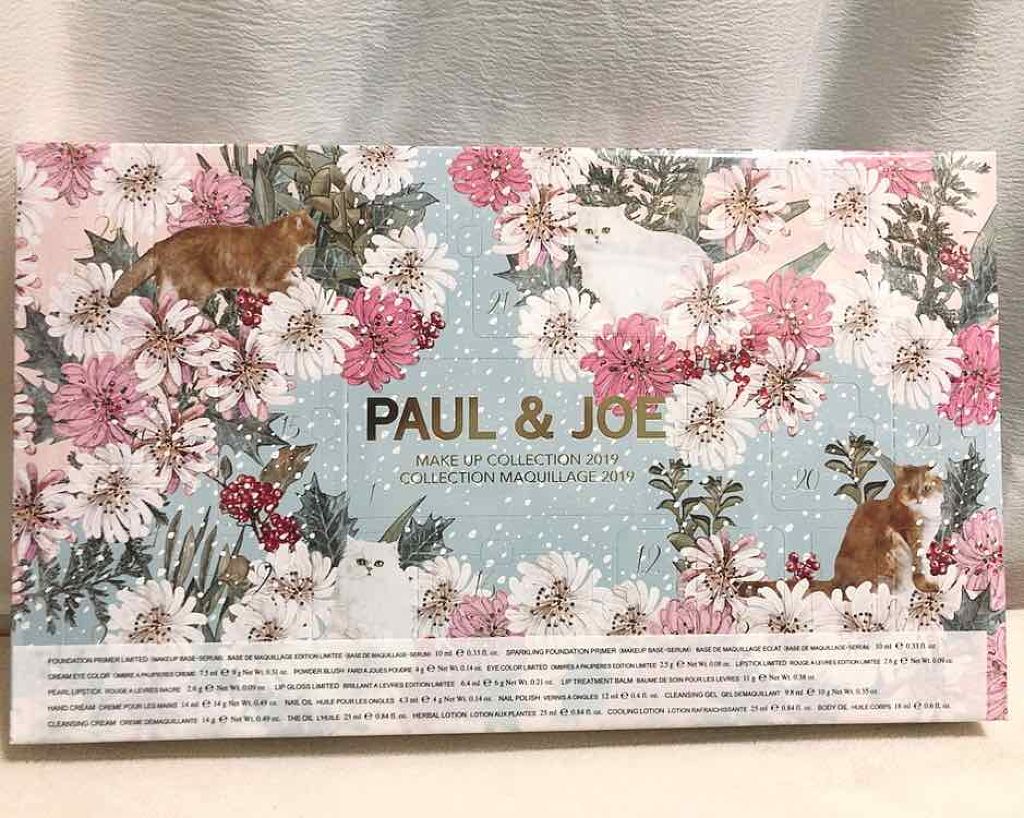 24
21
PAUL & JOE
MAKE UP COLLECTION 2019
COLLECTION MAQUILLAGE 2019
15
23
1
20
12
FOUNDATION PRIMER LIMITED (MAKEUP BASE-SERUM) BASE DE MAQUILLAGE EDITION LIMITEE (BASE DE MAQUILLAGE-SERUM) 10 ml ℮ 0.33 fl. oz. SPARKLING FOUNDATION PRIMER (MAKEUP BASE-SERUM) BASE DE MAQUILLAGE ECLAT (BASE DE MAQUILLAGE-SERUM) 10 ml ℮ 0.33 fl. oz.
CREAM EYE COLOR OMBRE A PAUPIERES CREME 7.5 ml ℮ 9 g Net Wt. 0.31 oz. POWDER BLUSH FARD A JOUES POUDRE 4 g ℮ Net Wt. 0.14 oz. EYE COLOR LIMITED OMBRES A PAUPIERES EDITION LIMITEE 2.5 g ℮ Net Wt. 0.08 oz. LIPSTICK LIMITED ROUGE A LEVRES EDITION LIMITEE 2.6 g ℮ Net Wt. 0.09 oz.
PEARL LIPSTICK ROUGE A LEVRES NACRE 2.6 g ℮ Net Wt. 0.09 oz. LIP GLOSS LIMITED BRILLANT A LEVRES EDITION LIMITEE 6.4 ml ℮ 6 g Net Wt. 0.21 oz. LIP TREATMENT BALM BAUME DE SOIN POUR LES LEVRES 11 g ℮ Net Wt. 0.38 oz.
HAND CREAM CREME POUR LES MAINS 14 ml ℮ 14 g Net Wt. 0.49 oz. NAIL OIL HUILE POUR LES ONGLES 4.3 ml ℮ 4 g Net Wt. 0.14 oz. NAIL POLISH VERNIS A ONGLES 12 ml ℮ 0.4 fl. oz. CLEANSING GEL GEL DEMAQUILLANT 9.8 ml ℮ 10 g Net Wt. 0.35 oz.
CLEANSING CREAM CREME DEMAQUILLANTE 14 g ℮ Net Wt. 0.49 oz. THE OIL L'HUILE 25 ml ℮ 0.84 fl. oz. HERBAL LOTION LOTION AUX PLANTES 25 ml ℮ 0.84 fl. oz. COOLING LOTION LOTION RAFRAICHISSANTE 25 ml ℮ 0.84 fl. oz. BODY OIL HUILE CORPS 18 ml ℮ 0.6 fl. oz.